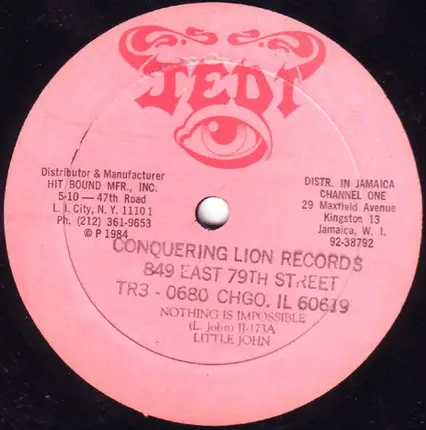 JEDI
Distributor & Manufacturer
HIT BOUND MFR., INC.
5-10 — 47th Road
L. I. City, N. Y. 11101
Ph. (212) 361-9653
© P 1984
DISTR. IN JAMAICA
CHANNEL ONE
29 Maxfield Avenue
Kingston 13
Jamaica, W. I.
92-38792
CONQUERING LION RECORDS
849 EAST 79TH STREET
TR3 - 0680 CHGO. IL 60619
NOTHING IS IMPOSSIBLE
(L. John) JJ-173A
LITTLE JOHN